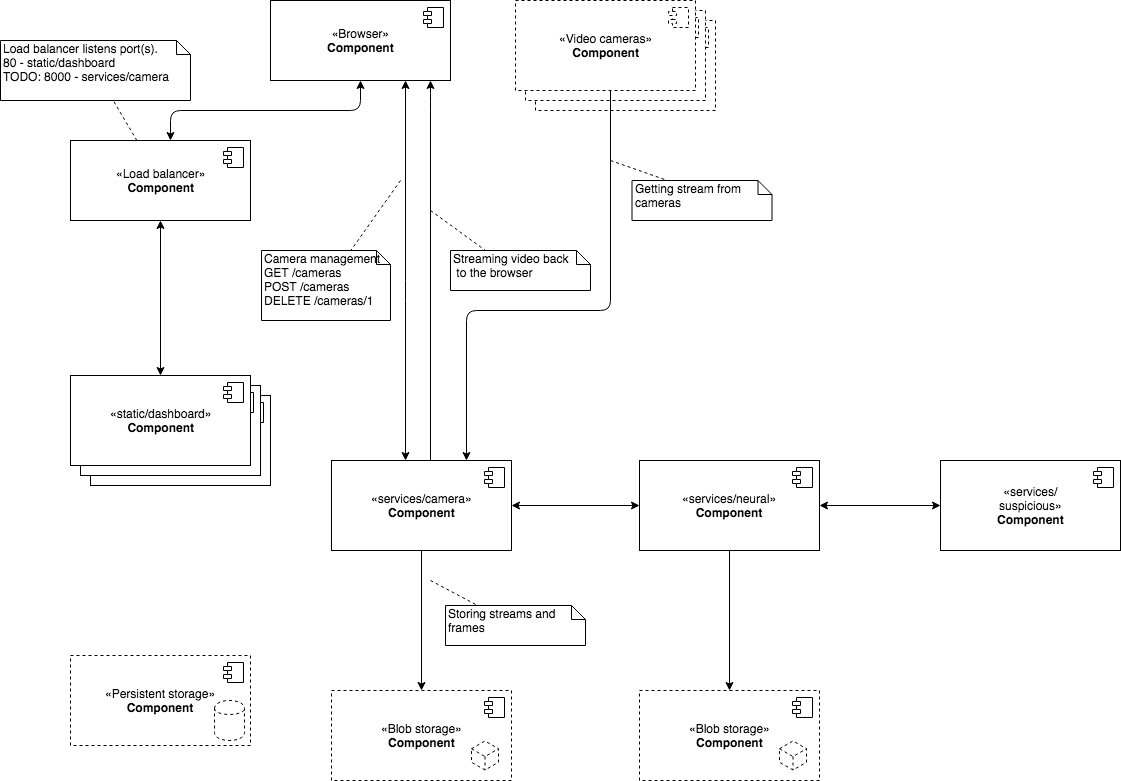 «Browser»
Component
«Video cameras»
Component
Load balancer listens port(s).
80 - static/dashboard
TODO: 8000 - services/camera
«Load balancer»
Component
Getting stream from
cameras
Camera management
GET /cameras
POST /cameras
DELETE /cameras/1
Streaming video back
to the browser
«static/dashboard»
Component
«services/camera»
Component
«services/neural»
Component
«services/
suspicious»
Component
Storing streams and
frames
«Persistent storage»
Component
«Blob storage»
Component
«Blob storage»
Component